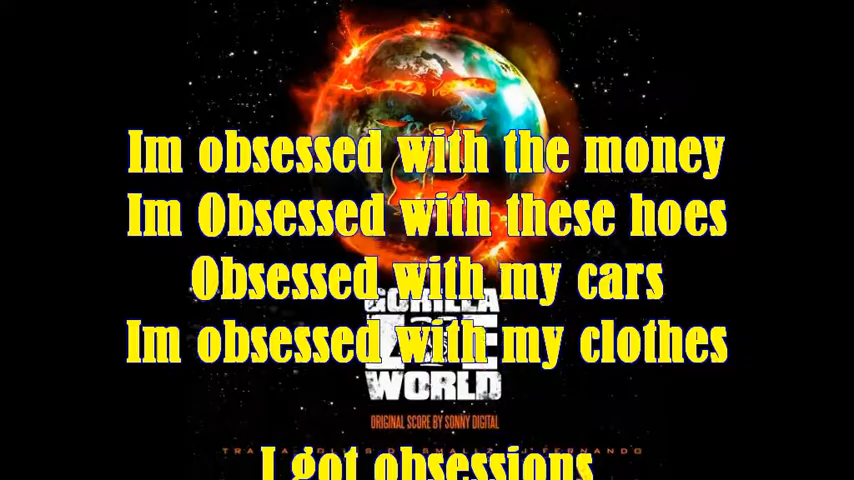 Im obsessed with the money
Im Obsessed with these hoes
Obsessed with my cars
GORILLA
Im obsessed with my clothes
WORLD
ORIGINAL SCORE BY SONNY DIGITAL
I got obsessions